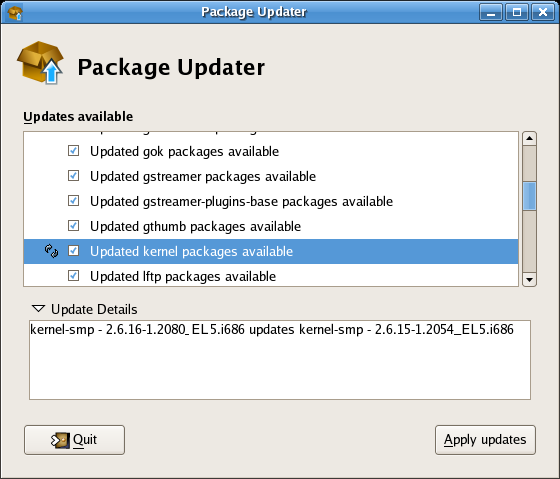 Package Updater
Package Updater
Updates available
Updated gok packages available
Updated gstreamer packages available
Updated gstreamer-plugins-base packages available
Updated gthumb packages available
Updated kernel packages available
Updated lftp packages available
Update Details
kernel-smp - 2.6.16-1.2080_EL5.i686 updates kernel-smp - 2.6.15-1.2054_EL5.i686
Quit
Apply updates